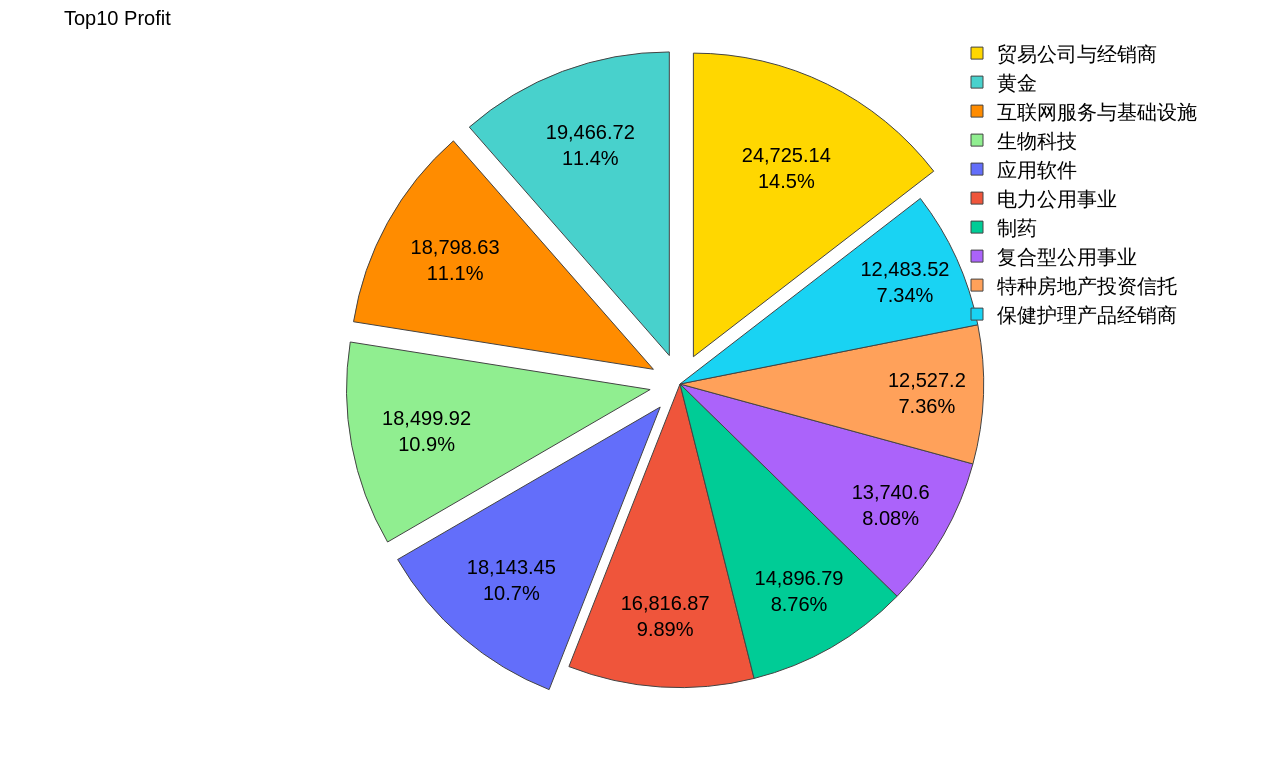 Top10 Profit
贸易公司与经销商
黄金
互联网服务与基础设施
生物科技
应用软件
电力公用事业
制药
复合型公用事业
特种房地产投资信托
保健护理产品经销商
19,466.72
11.4%
24,725.14
14.5%
18,798.63
11.1%
12,483.52
7.34%
12,527.2
7.36%
18,499.92
10.9%
13,740.6
8.08%
18,143.45
10.7%
14,896.79
8.76%
16,816.87
9.89%